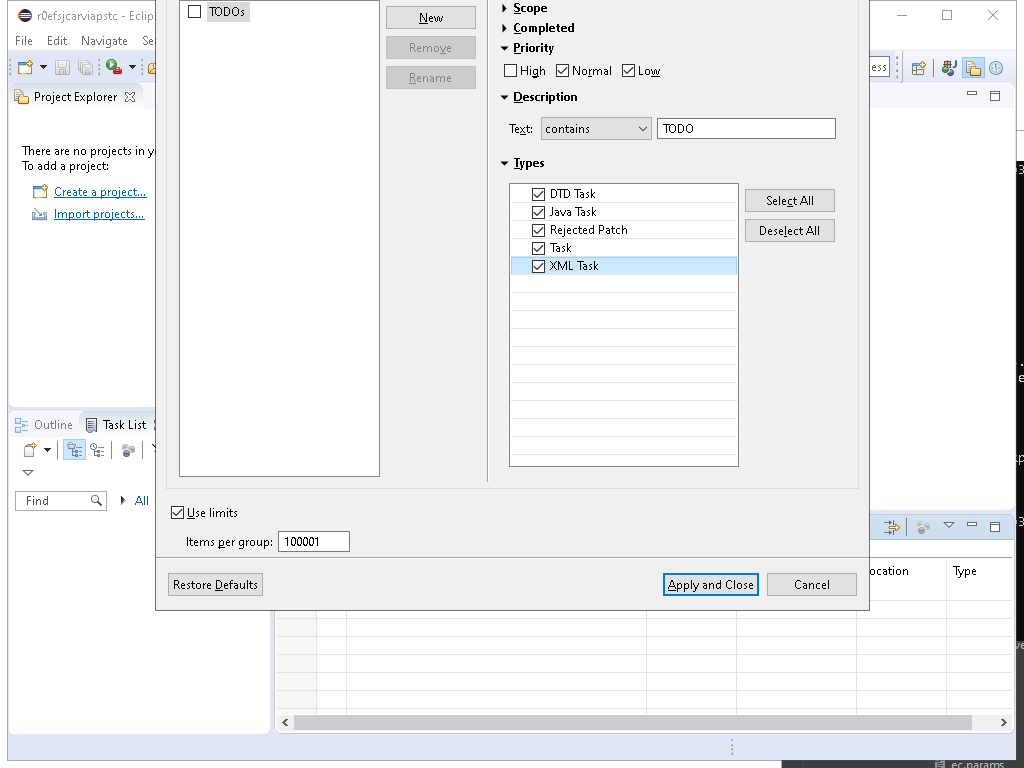 r0efsjcarviapstc - Eclip
File Edit Navigate Se
Project Explorer
There are no projects in y
To add a project:
Create a project...
Import projects...
Outline Task List
Find All
TODOs
New
Remove
Rename
Scope
Completed
Priority
High Normal Low
Description
Text: contains TODO
Types
DTD Task
Java Task
Rejected Patch
Task
XML Task
Select All
Deselect All
Use limits
Items per group: 100001
Restore Defaults Apply and Close Cancel
ess
ocation Type
ec.params